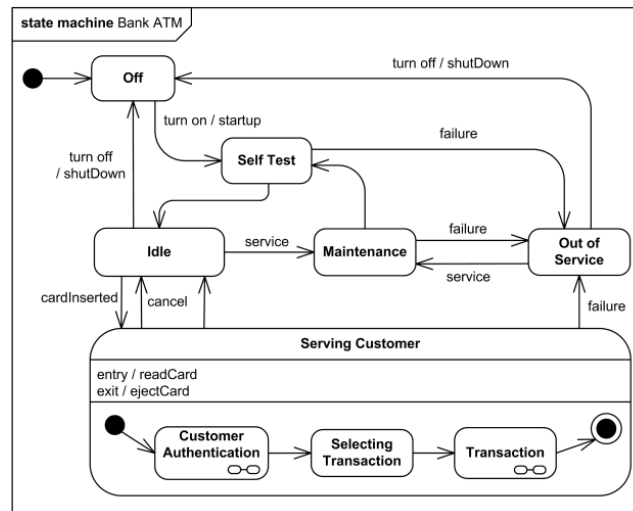 state machine Bank ATM
Off
turn off / shutDown
turn on / startup
failure
Self Test
turn off
/ shutDown
Idle
service
Maintenance
failure
service
Out of
Service
cardInserted
cancel
failure
Serving Customer
entry / readCard
exit / ejectCard
Customer
Authentication
Selecting
Transaction
Transaction